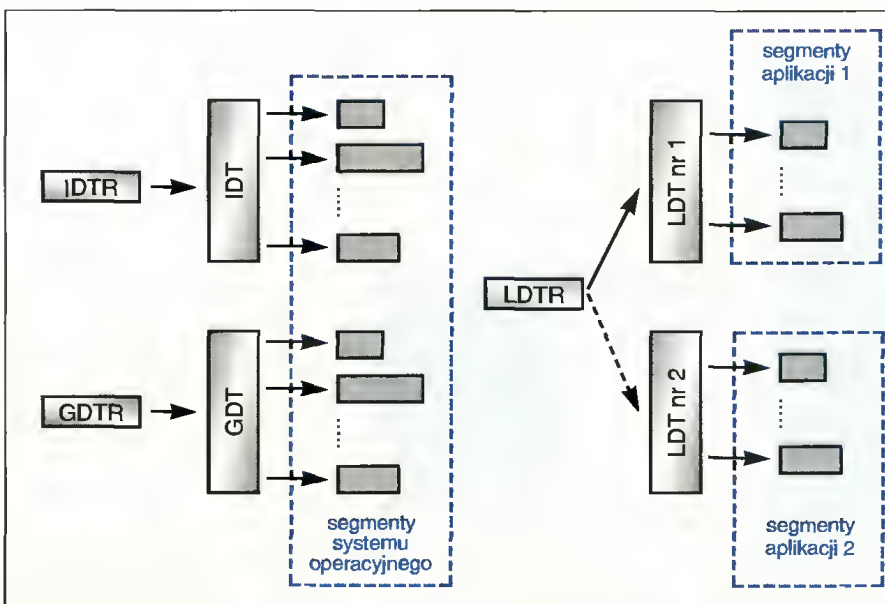 segmenty
aplikacji 1
IDTR
IDT
LDT nr 1
LDTR
GDTR
GDT
LDT nr 2
segmenty
systemu
operacyjnego
segmenty
aplikacji 2